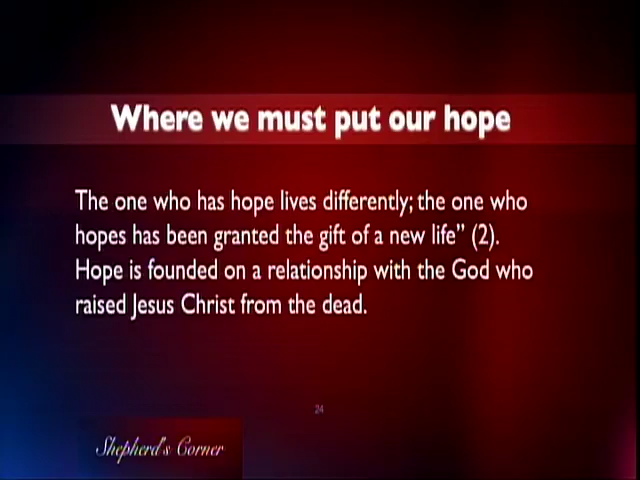 Where we must put our hope
The one who has hope lives differently; the one who
hopes has been granted the gift of a new life” (2).
Hope is founded on a relationship with the God who
raised Jesus Christ from the dead.
24
Shepherd's Corner